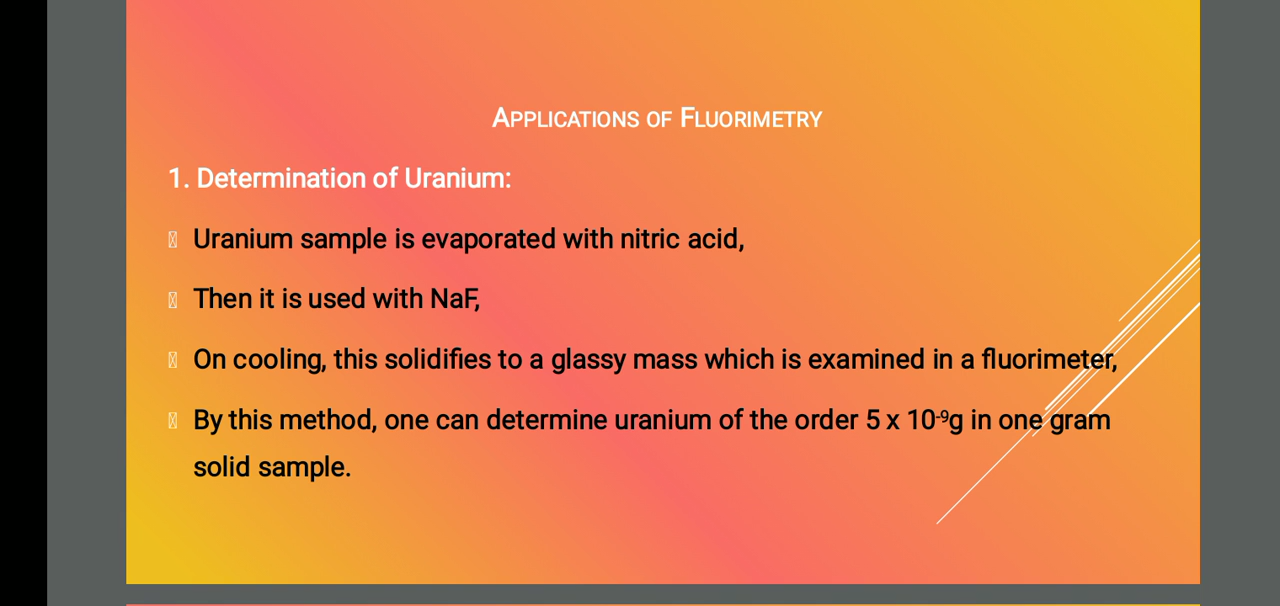 Applications of Fluorimetry
1. Determination of Uranium:
Uranium sample is evaporated with nitric acid,
Then it is used with NaF,
On cooling, this solidifies to a glassy mass which is examined in a fluorimeter,
By this method, one can determine uranium of the order 5 x 10⁻⁹g in one gram
solid sample.